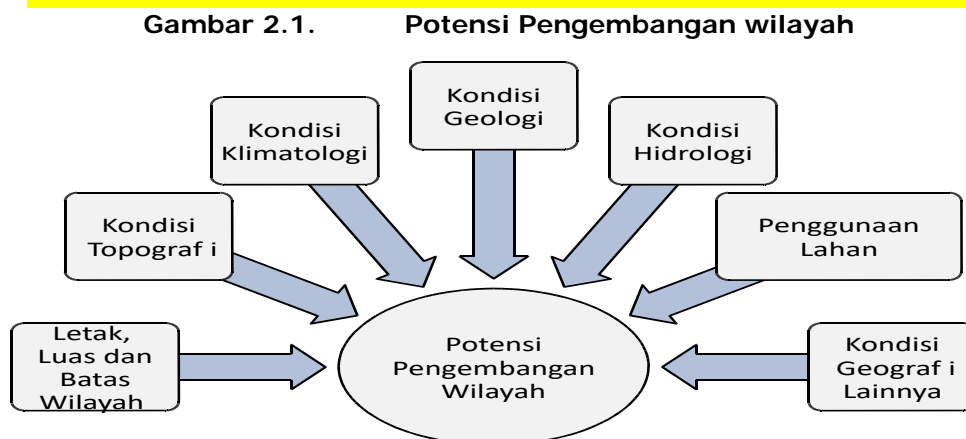 Gambar 2.1. Potensi Pengembangan wilayah
Kondisi
Geologi
Kondisi
Klimatologi
Kondisi
Hidrologi
Kondisi
Topograf i
Penggunaan
Lahan
Letak,
Luas dan
Batas
Wilayah
Potensi
Pengembangan
Wilayah
Kondisi
Geograf i
Lainnya